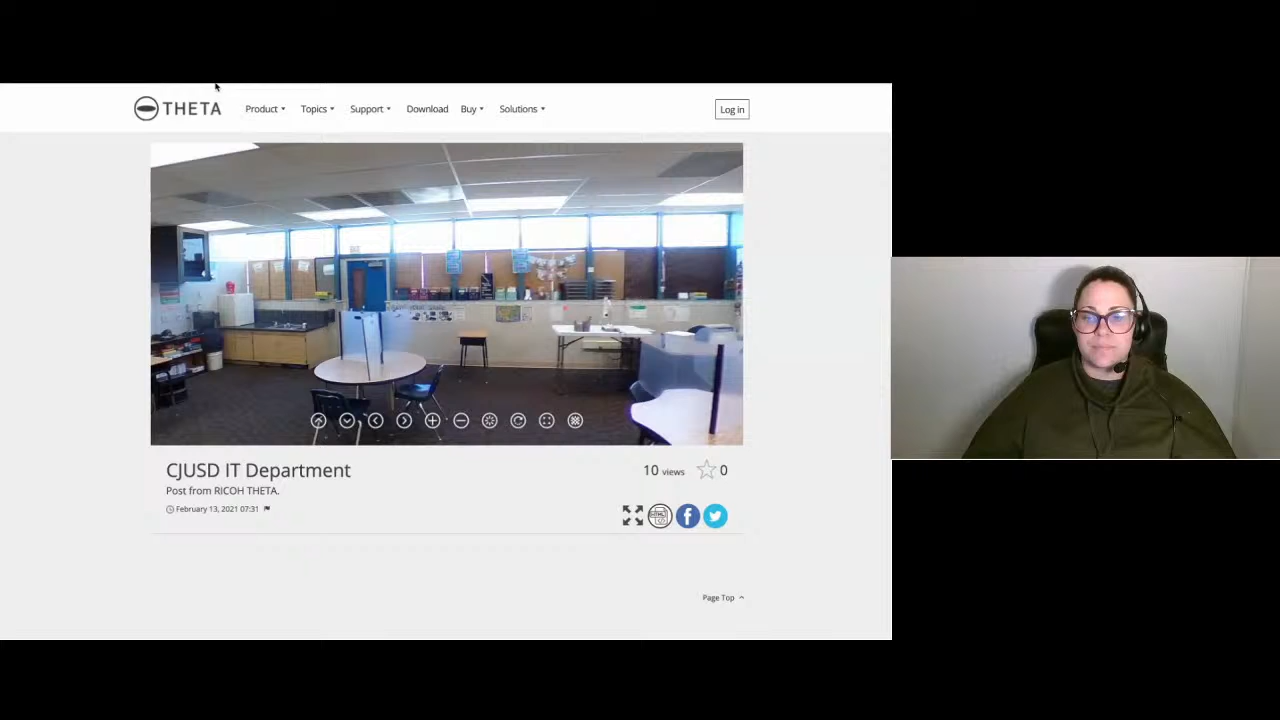 THETA Product Topics Support Download Buy Solutions Log in
CJUSD IT Department
10 views 0
Post from RICOH THETA.
February 13, 2021 07:31
Page Top